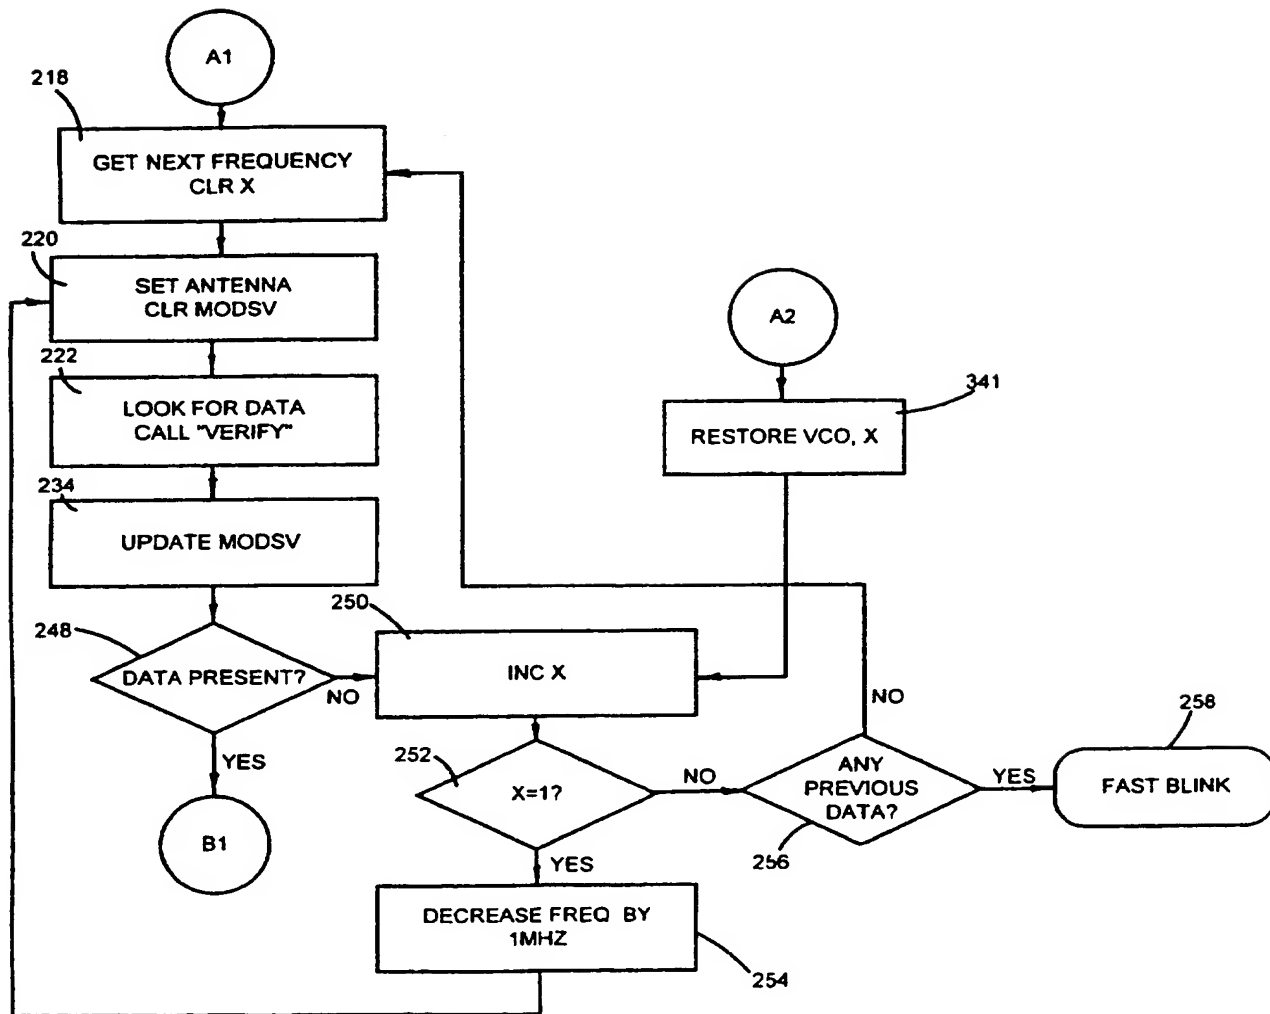 A1
218
GET NEXT FREQUENCY
CLR X
220
SET ANTENNA
CLR MODSV
A2
222
LOOK FOR DATA
CALL "VERIFY"
341
RESTORE VCO, X
234
UPDATE MODSV
250
248
DATA PRESENT?
NO
INC X
NO
258
YES
252
X=1?
NO
ANY
PREVIOUS
DATA?
YES
FAST BLINK
B1
256
YES
DECREASE FREQ BY
1MHZ
254